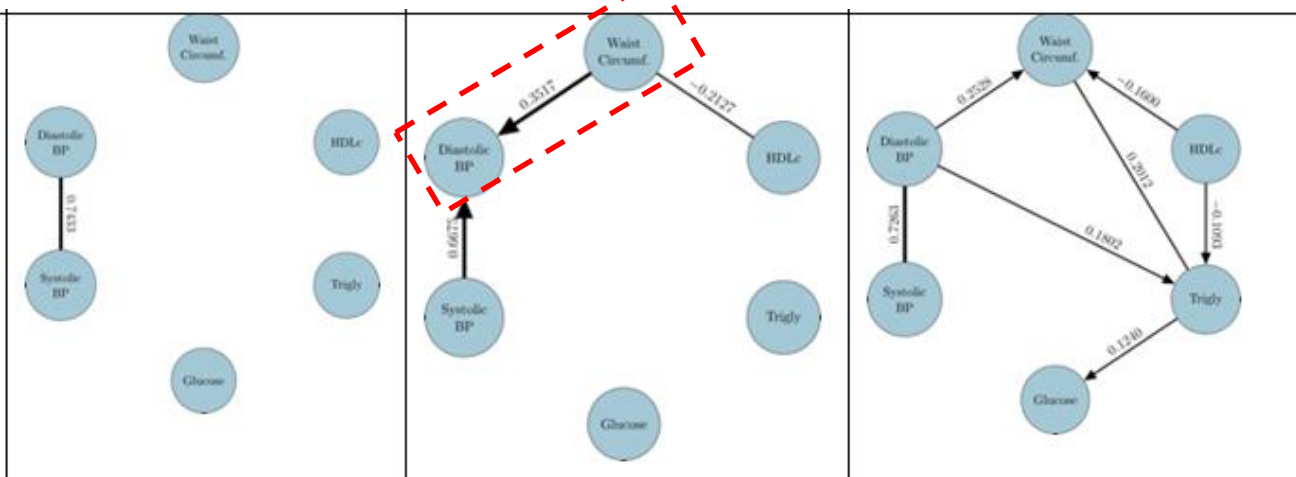 Waist
Circumf.
Diastolic
BP
HDLc
0.7433
Systolic
BP
Trigly
Glucose
Waist
Circumf.
0.3517
-0.2127
Diastolic
BP
HDLc
Systolic
BP
Trigly
Glucose
Waist
Circumf.
0.2528
-0.1600
Diastolic
BP
HDLc
0.2012
0.7263
0.1802
-0.1093
Systolic
BP
Trigly
0.1240
Glucose